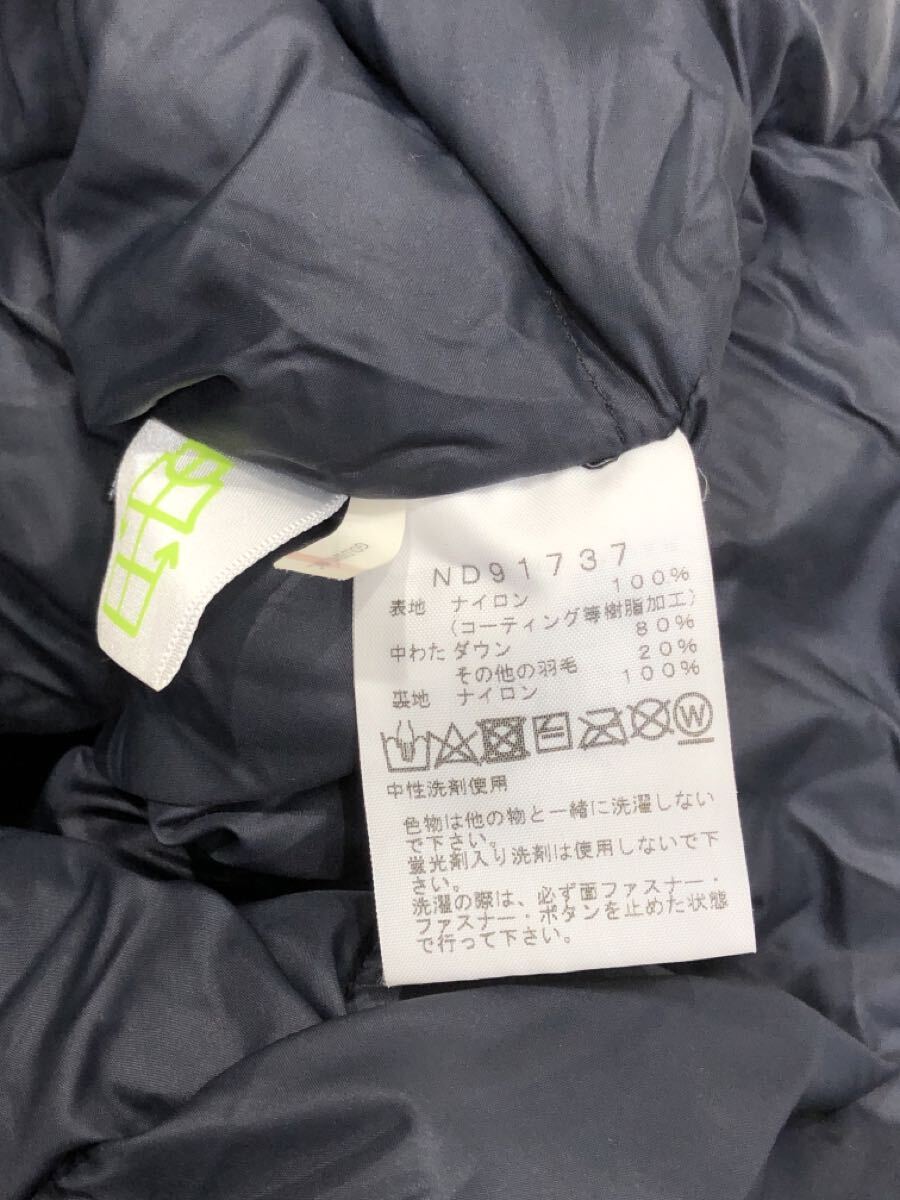 ND91737
表地 ナイロン 100%
(コーティング等樹脂加工)
中わた ダウン 80%
その他の羽毛 20%
裏地 ナイロン 100%
W
中性洗剤使用
色物は他の物と一緒に洗濯しない
で下さい。
蛍光剤入り洗剤は使用しないで下
さい。
洗濯の際は、必ず面ファスナー・
ファスナー・ボタンを止めた状態
で行って下さい。